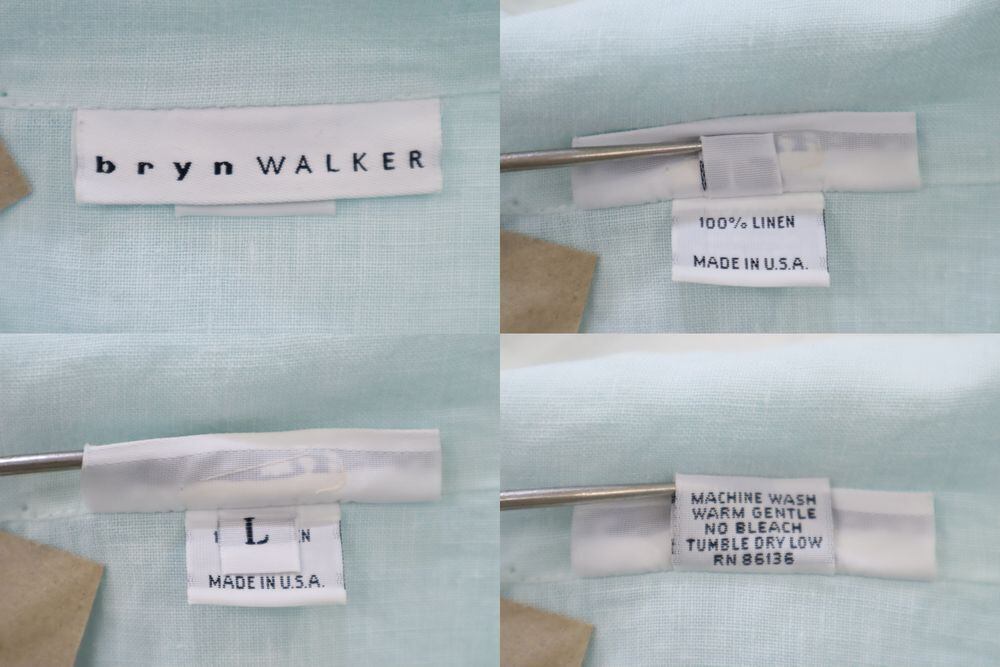 bryn WALKER
100% LINEN
MADE IN U.S.A.
L
MADE IN U.S.A.
MACHINE WASH
WARM GENTLE
NO BLEACH
TUMBLE DRY LOW
RN 86136